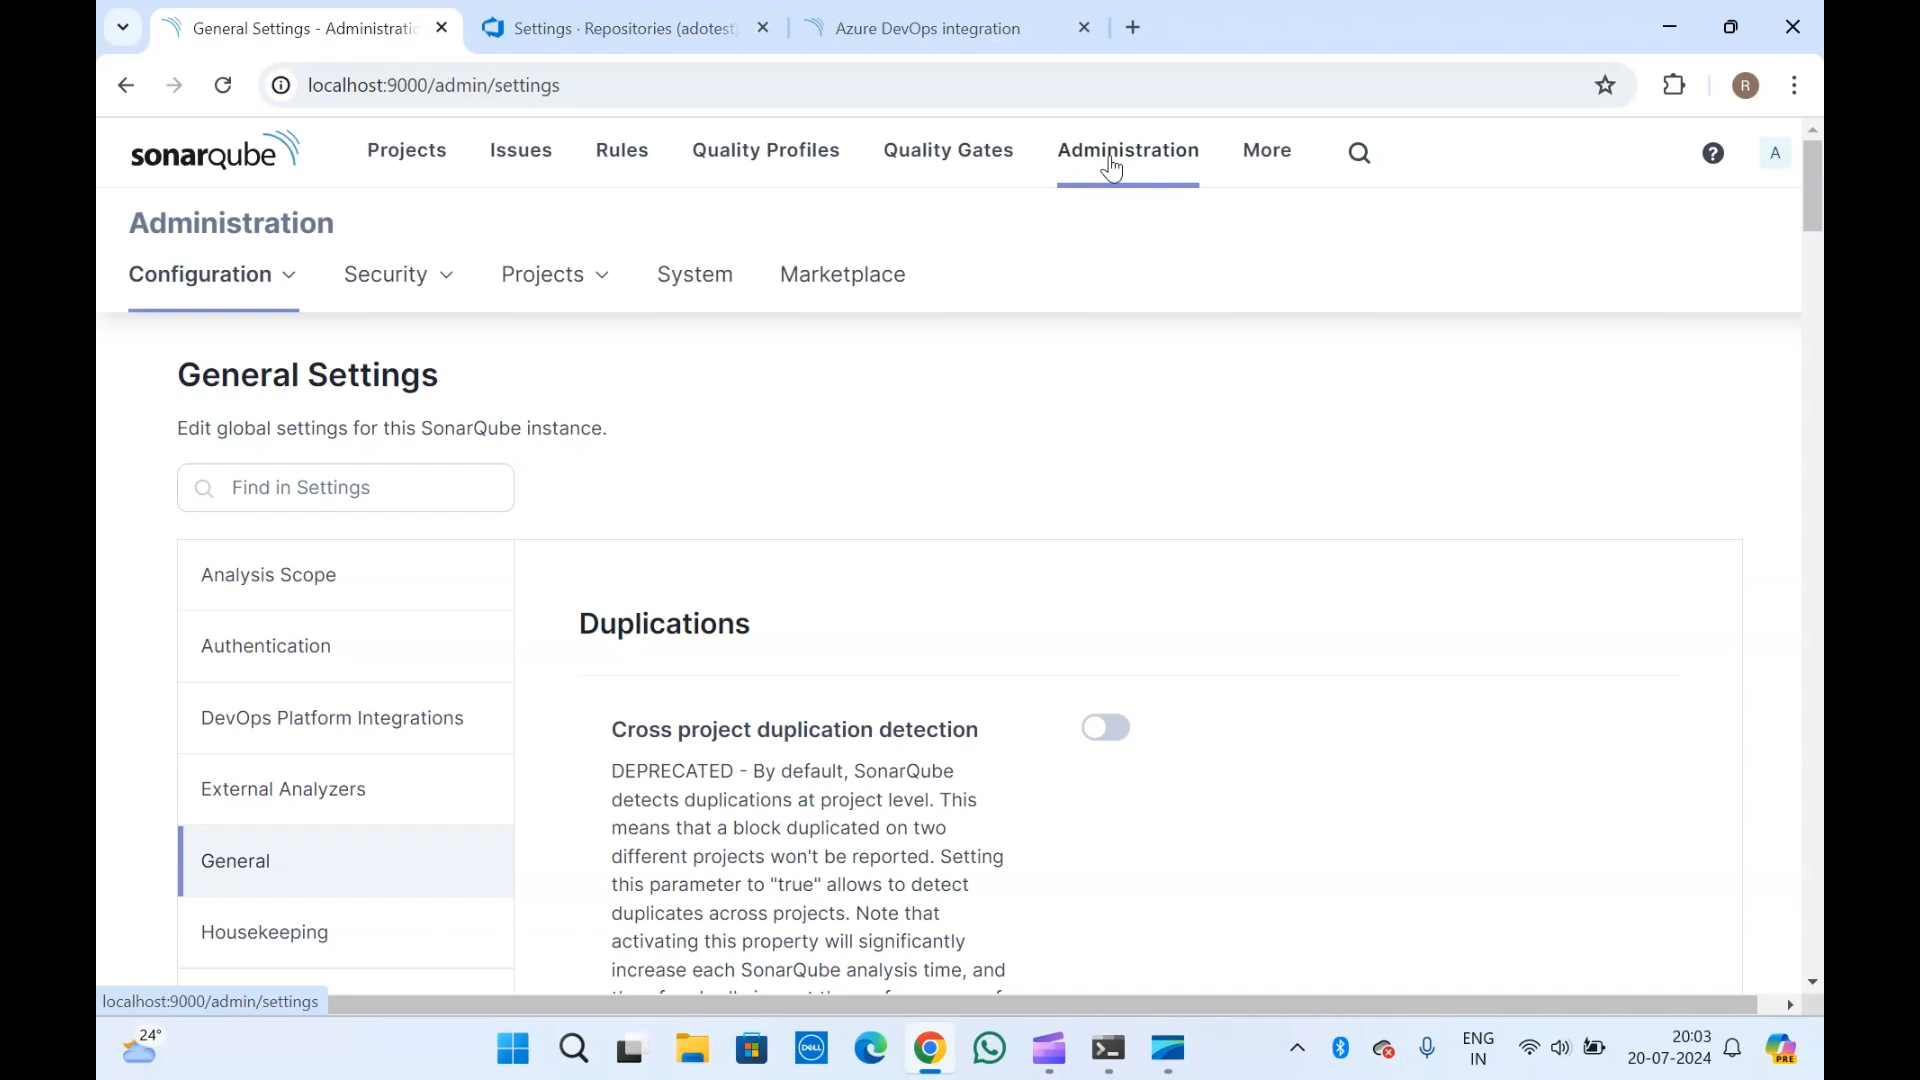 General Settings - Administratio
Settings · Repositories (adotest
Azure DevOps integration
localhost:9000/admin/settings
R
sonarqube
Projects
Issues
Rules
Quality Profiles
Quality Gates
Administration
More
A
Administration
Configuration
Security
Projects
System
Marketplace
General Settings
Edit global settings for this SonarQube instance.
Find in Settings
Analysis Scope
Authentication
DevOps Platform Integrations
External Analyzers
General
Housekeeping
Duplications
Cross project duplication detection
DEPRECATED - By default, SonarQube
detects duplications at project level. This
means that a block duplicated on two
different projects won't be reported. Setting
this parameter to "true" allows to detect
duplicates across projects. Note that
activating this property will significantly
increase each SonarQube analysis time, and
localhost:9000/admin/settings
24°
DELL
ENG
IN
20:03
20-07-2024
PRE